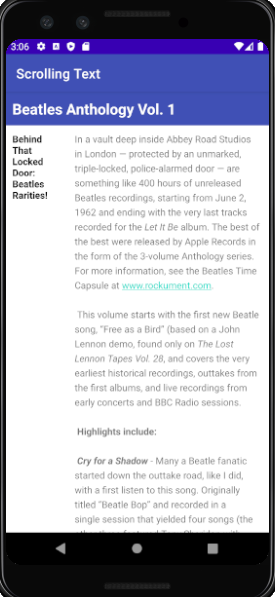 3:06
Scrolling Text
Beatles Anthology Vol. 1
Behind
That
Locked
Door:
Beatles
Rarities!
In a vault deep inside Abbey Road Studios
in London — protected by an unmarked,
triple-locked, police-alarmed door — are
something like 400 hours of unreleased
Beatles recordings, starting from June 2,
1962 and ending with the very last tracks
recorded for the Let It Be album. The best of
the best were released by Apple Records in
the form of the 3-volume Anthology series.
For more information, see the Beatles Time
Capsule at www.rockument.com.
This volume starts with the first new Beatle
song, “Free as a Bird” (based on a John
Lennon demo, found only on The Lost
Lennon Tapes Vol. 28, and covers the very
earliest historical recordings, outtakes from
the first albums, and live recordings from
early concerts and BBC Radio sessions.
Highlights include:
Cry for a Shadow - Many a Beatle fanatic
started down the outtake road, like I did,
with a first listen to this song. Originally
titled “Beatle Bop” and recorded in a
single session that yielded four songs (the